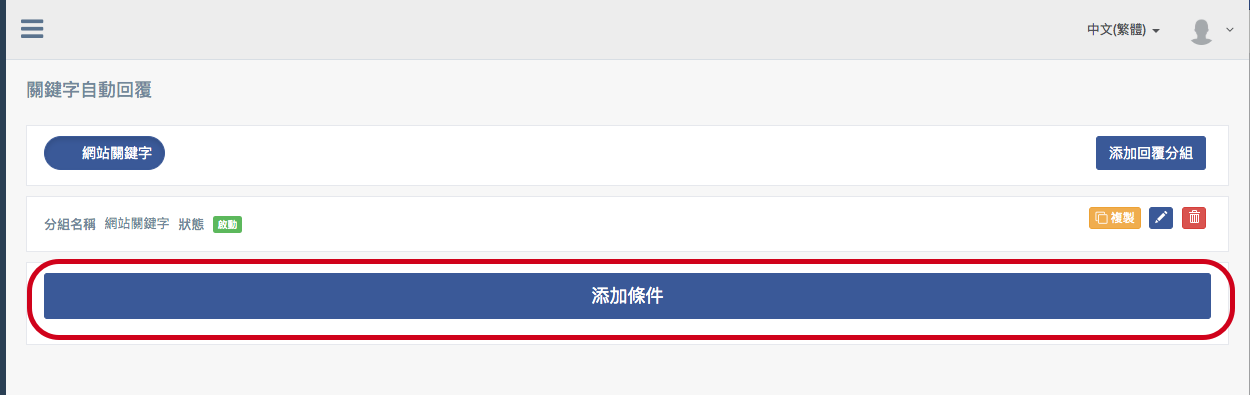 中文(繁體)
關鍵字自動回覆
網站關鍵字
添加回覆分組
分組名稱 網站關鍵字 狀態 啟動
複製
添加條件